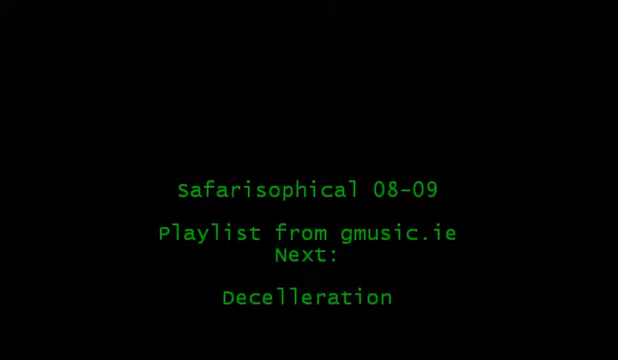 Safarisophical 08-09
Playlist from gmusic.ie
Next:
Decelleration